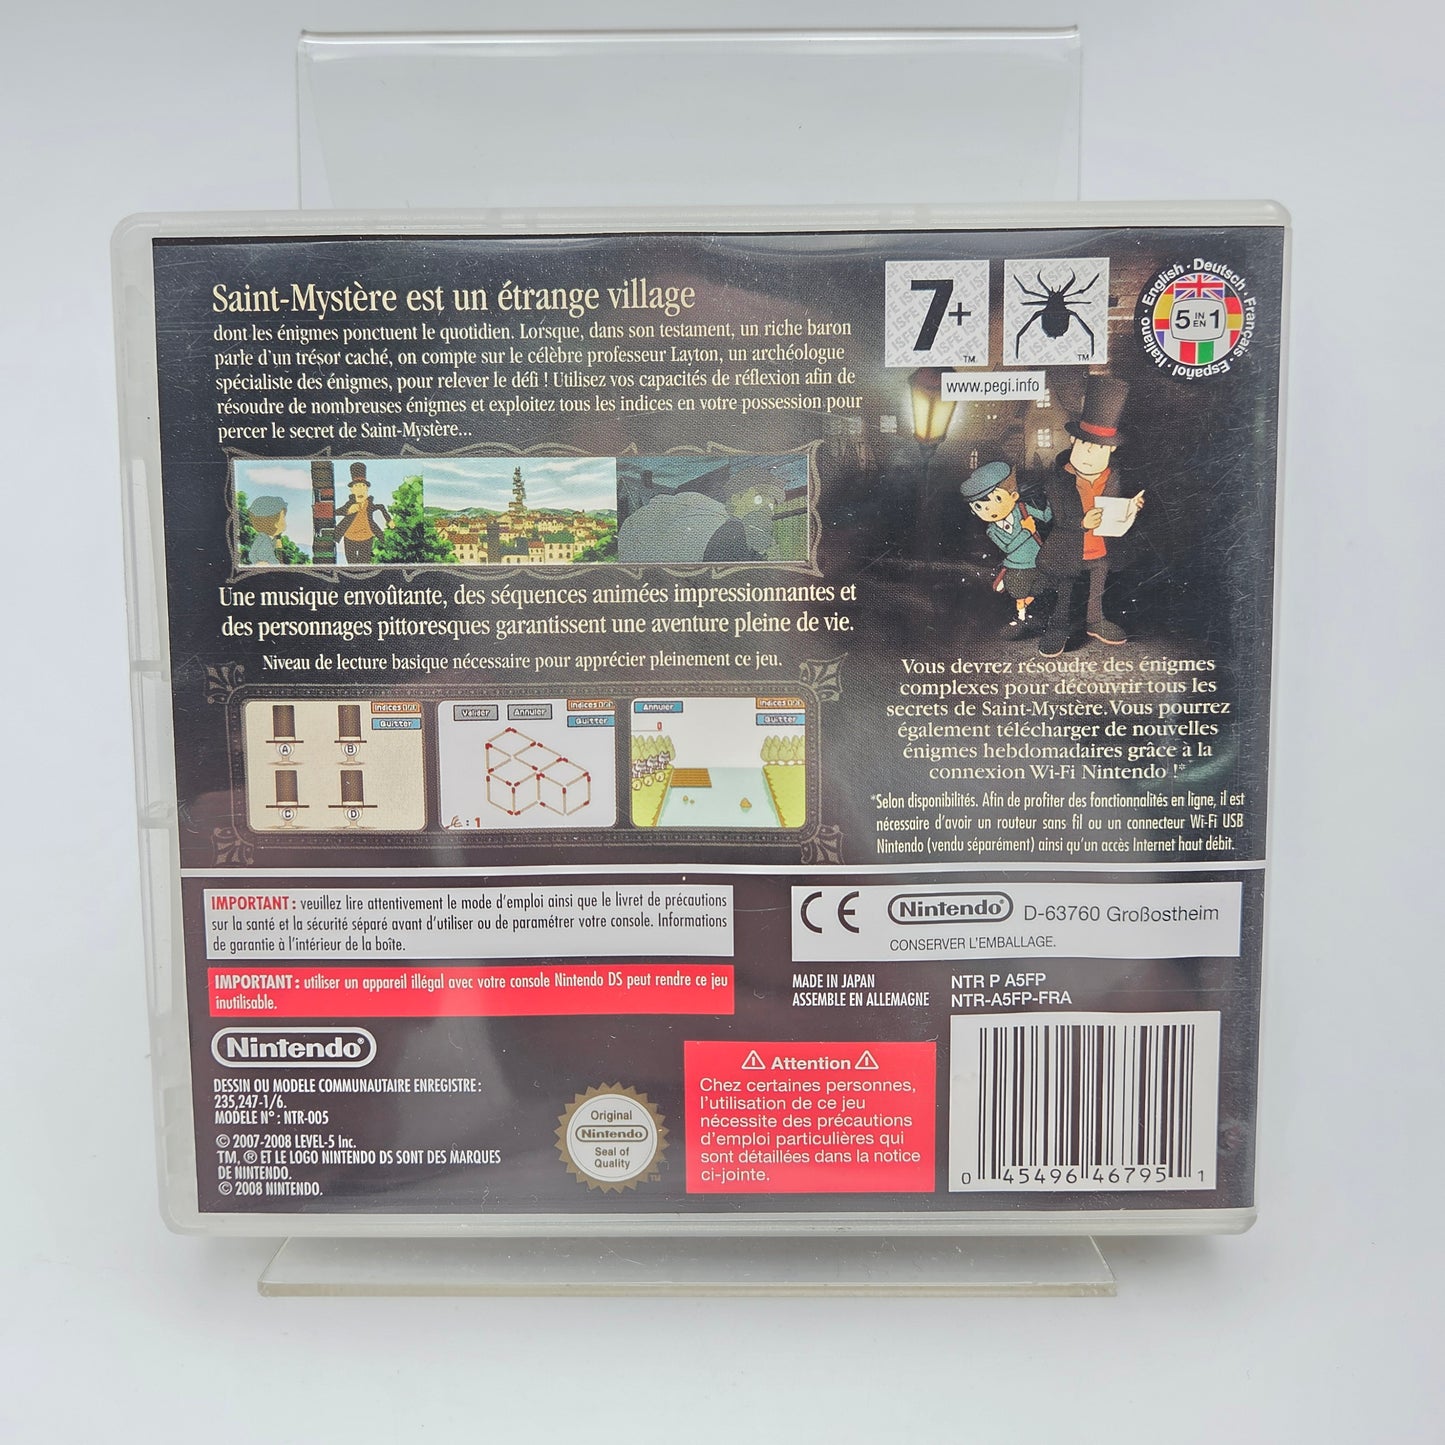 Saint-Mystère est un étrange village
dont les énigmes ponctuent le quotidien. Lorsque, dans son testament, un riche baron
parle d'un trésor caché, on compte sur le célèbre professeur Layton, un archéologue
spécialiste des énigmes, pour relever le défi ! Utilisez vos capacités de réflexion afin de
résoudre de nombreuses énigmes et exploitez tous les indices en votre possession pour
percer le secret de Saint-Mystère...
7+
TM
TM
www.pegi.info
English · Deutsch · Français · Español · Italiano ·
5 IN EN 1
Une musique envoûtante, des séquences animées impressionnantes et
des personnages pittoresques garantissent une aventure pleine de vie.
Niveau de lecture basique nécessaire pour apprécier pleinement ce jeu.
Quitter
A
B
C
D
Valider
Annuler
Quitter
: 1
Annuler
Quitter
Vous devrez résoudre des énigmes
complexes pour découvrir tous les
secrets de Saint-Mystère. Vous pourrez
également télécharger de nouvelles
énigmes hebdomadaires grâce à la
connexion Wi-Fi Nintendo !*
*Selon disponibilités. Afin de profiter des fonctionnalités en ligne, il est
nécessaire d'avoir un routeur sans fil ou un connecteur Wi-Fi USB
Nintendo (vendu séparément) ainsi qu'un accès Internet haut débit.
IMPORTANT : veuillez lire attentivement le mode d'emploi ainsi que le livret de précautions
sur la santé et la sécurité séparé avant d'utiliser ou de paramétrer votre console. Informations
de garantie à l'intérieur de la boîte.
IMPORTANT : utiliser un appareil illégal avec votre console Nintendo DS peut rendre ce jeu
inutilisable.
CE Nintendo® D-63760 Großostheim
CONSERVER L'EMBALLAGE.
MADE IN JAPAN
ASSEMBLE EN ALLEMAGNE
NTR P A5FP
NTR-A5FP-FRA
Nintendo®
DESSIN OU MODELE COMMUNAUTAIRE ENREGISTRE :
235,247-1/6.
MODELE N° : NTR-005
© 2007-2008 LEVEL-5 Inc.
TM, ® ET LE LOGO NINTENDO DS SONT DES MARQUES
DE NINTENDO.
© 2008 NINTENDO.
Original
Nintendo
Seal of
Quality
TM
⚠ Attention ⚠
Chez certaines personnes,
l'utilisation de ce jeu
nécessite des précautions
d'emploi particulières qui
sont détaillées dans la notice
ci-jointe.
0 45496 46795 1